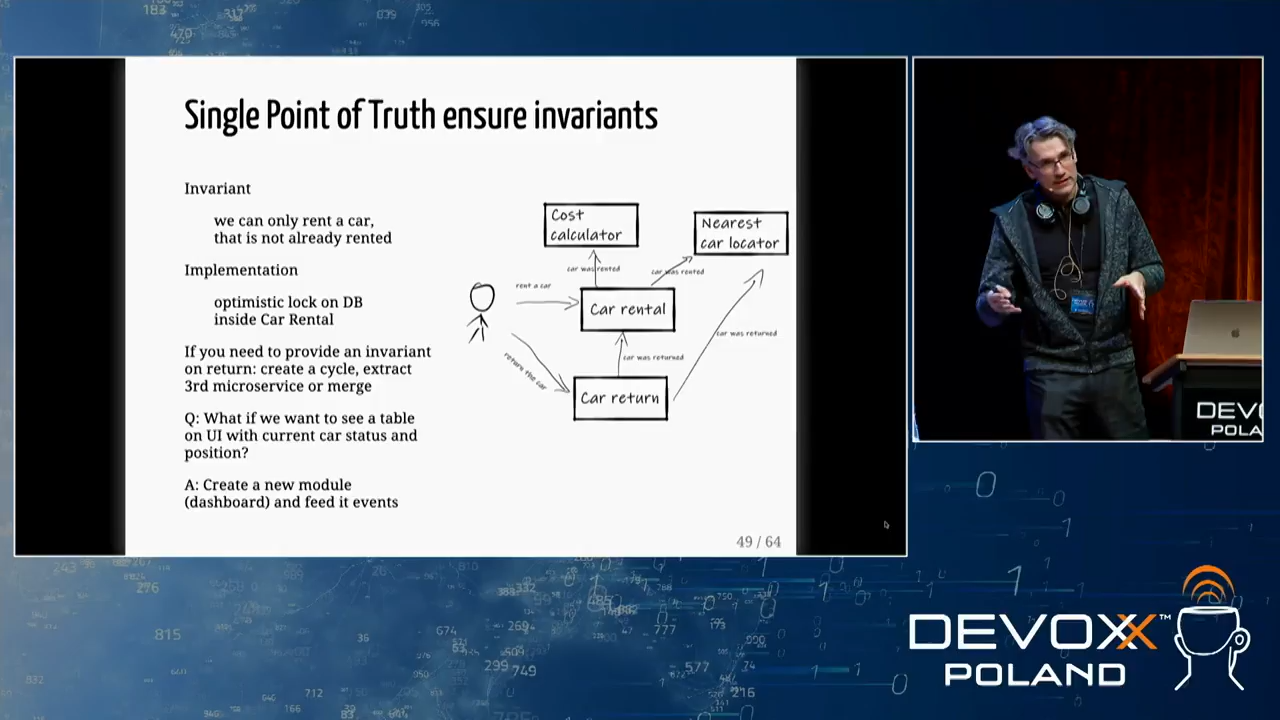 Single Point of Truth ensure invariants
Invariant
we can only rent a car,
that is not already rented
Implementation
optimistic lock on DB
inside Car Rental
If you need to provide an invariant
on return: create a cycle, extract
3rd microservice or merge
Q: What if we want to see a table
on UI with current car status and
position?
A: Create a new module
(dashboard) and feed it events
Cost
calculator
Nearest
car locator
car was rented
car was rented
rent a car
Car rental
car was returned
car was returned
return the car
Car return
49 / 64
DEVO
POLA
DEVOXX™
POLAND